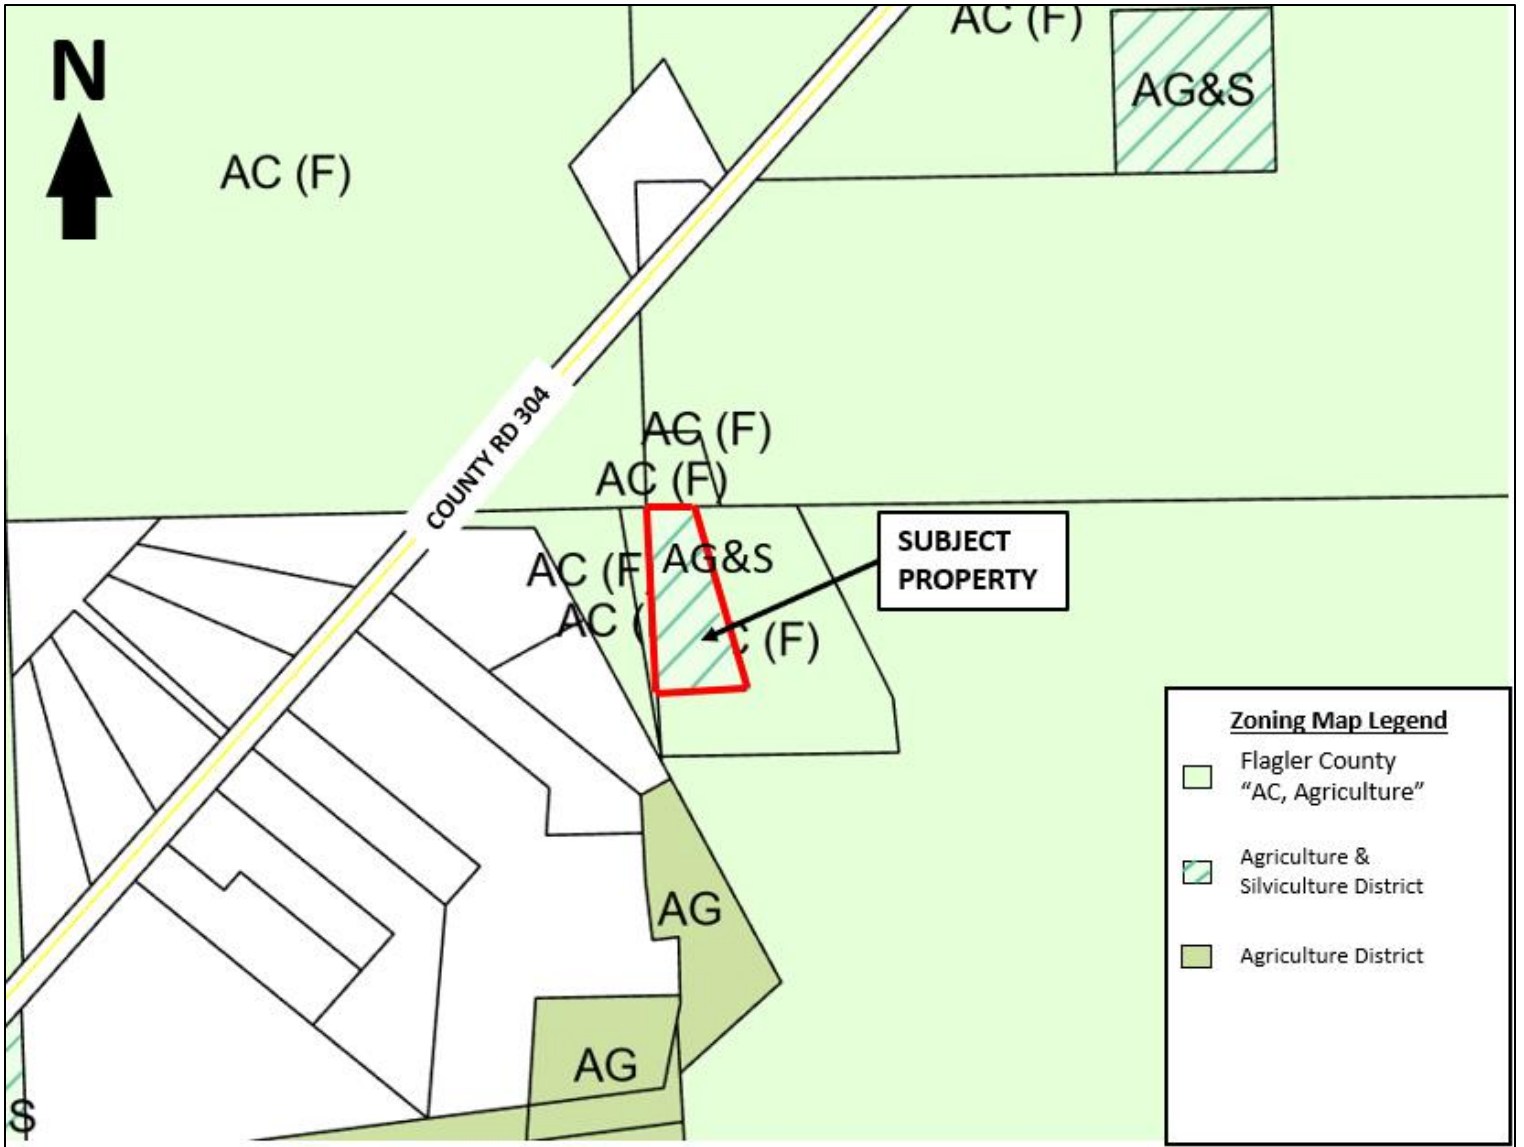 AC (F)
N
AG&S
AC (F)
COUNTY RD 304
AC (F)
AC (F)
SUBJECT
PROPERTY
AG&S
AC (F
AC (
C (F)
Zoning Map Legend
Flagler County
“AC, Agriculture”
Agriculture &
Silviculture District
AG
Agriculture District
AG
S